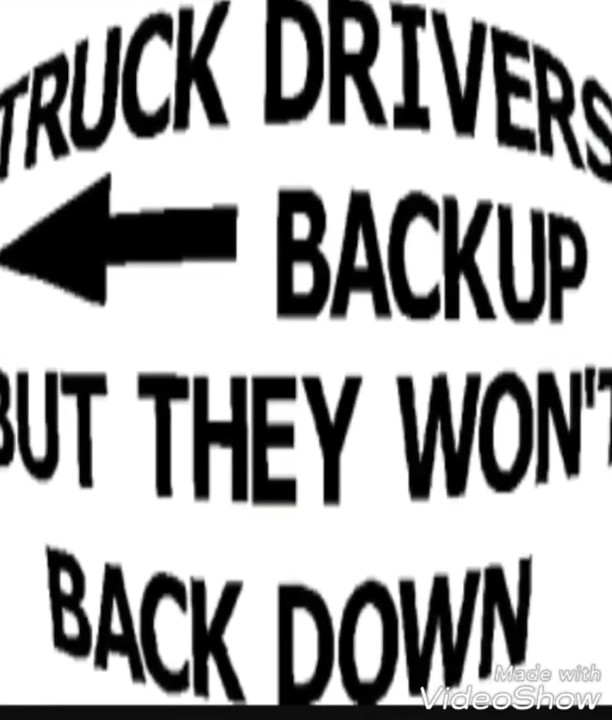 TRUCK DRIVERS
BACKUP
BUT THEY WON'T
BACK DOWN
Made with
VideoShow